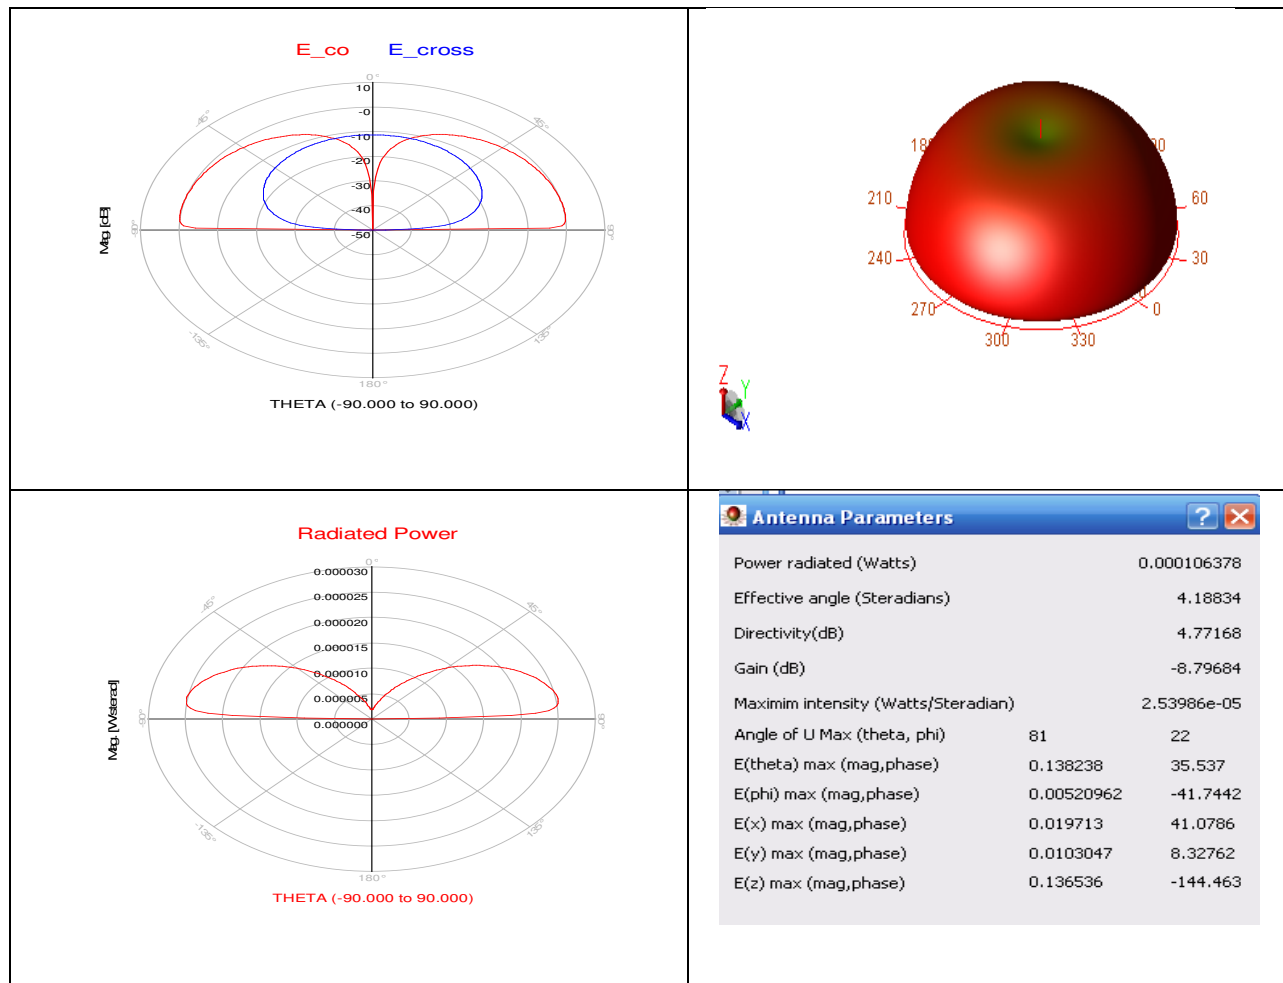 E_co E_cross
0°
10
-0
-10
-20
-30
-40
-50
-45°
45°
-90°
90°
-135°
135°
180°
Mag. [dB]
THETA (-90.000 to 90.000)
180
210
240
270
300
330
0
30
60
Z
Y
X
Radiated Power
0°
0.000030
0.000025
0.000020
0.000015
0.000010
0.000005
0.000000
-45°
45°
-90°
90°
-135°
135°
180°
Mag. [W/sterad]
THETA (-90.000 to 90.000)
Antenna Parameters
Power radiated (Watts) 0.000106378
Effective angle (Steradians) 4.18834
Directivity(dB) 4.77168
Gain (dB) -8.79684
Maximim intensity (Watts/Steradian) 2.53986e-05
Angle of U Max (theta, phi) 81 22
E(theta) max (mag,phase) 0.138238 35.537
E(phi) max (mag,phase) 0.00520962 -41.7442
E(x) max (mag,phase) 0.019713 41.0786
E(y) max (mag,phase) 0.0103047 8.32762
E(z) max (mag,phase) 0.136536 -144.463